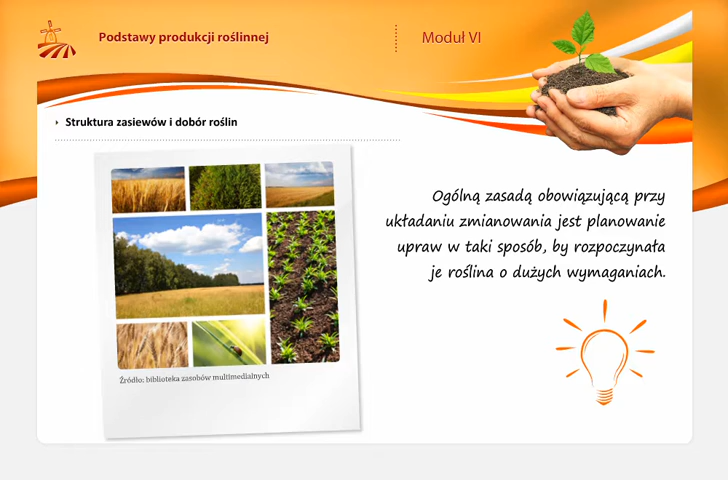 Podstawy produkcji roślinnej
Moduł VI
Struktura zasiewów i dobór roślin
Ogólną zasadą obowiązującą przy
układaniu zmianowania jest planowanie
upraw w taki sposób, by rozpoczynała
je roślina o dużych wymaganiach.
Źródło: biblioteka zasobów multimedialnych